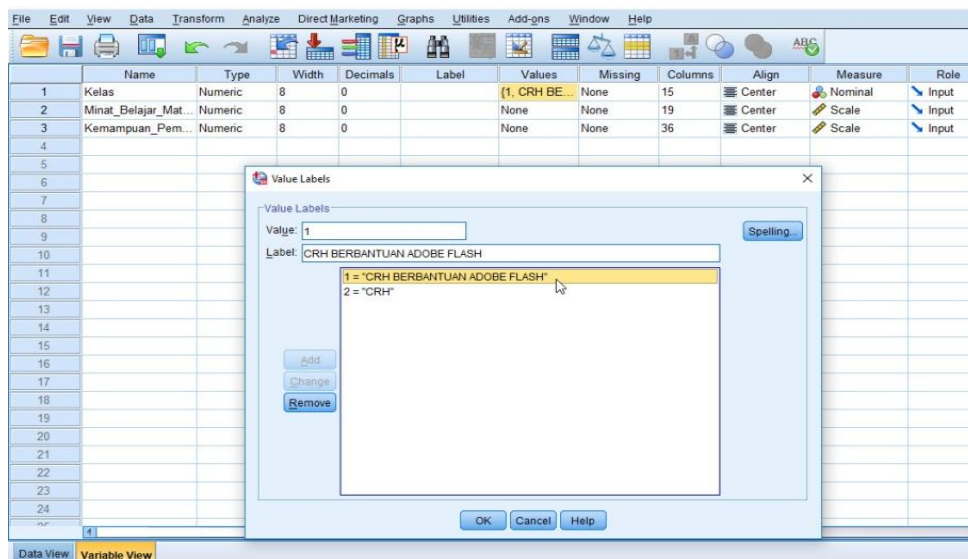 File Edit View Data Transform Analyze Direct Marketing Graphs Utilities Add-ons Window Help
Name Type Width Decimals Label Values Missing Columns Align Measure Role
1 Kelas Numeric 8 0 {1, CRH BE... None 15 Center Nominal Input
2 Minat_Belajar_Mat... Numeric 8 0 None None 19 Center Scale Input
3 Kemampuan_Pem... Numeric 8 0 None None 36 Center Scale Input
4
5
6
7
8
9
10
11
12
13
14
15
16
17
18
19
20
21
22
23
24
Value Labels
Value Labels
Value: 1
Spelling...
Label: CRH BERBANTUAN ADOBE FLASH
1 = "CRH BERBANTUAN ADOBE FLASH"
2 = "CRH"
Add
Change
Remove
OK Cancel Help
Data View Variable View